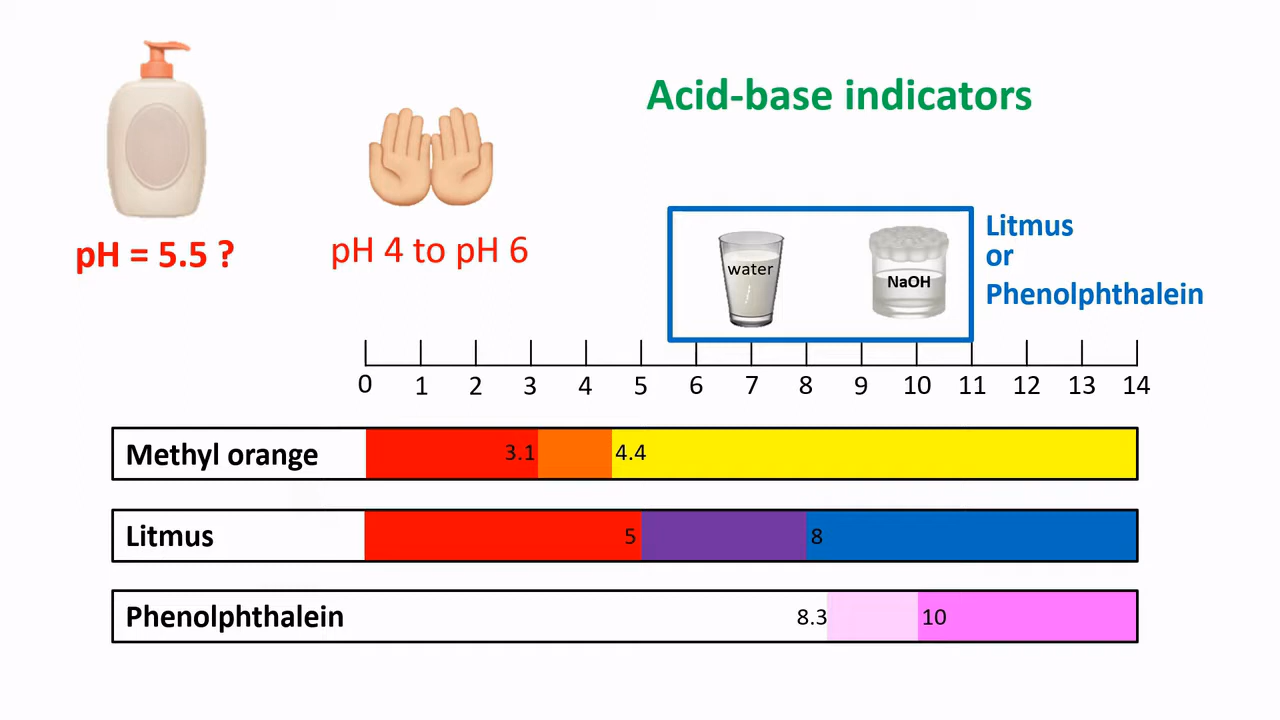 Acid-base indicators
pH = 5.5 ?
pH 4 to pH 6
water
NaOH
Litmus
or
Phenolphthalein
0 1 2 3 4 5 6 7 8 9 10 11 12 13 14
Methyl orange 3.1 4.4
Litmus 5 8
Phenolphthalein 8.3 10